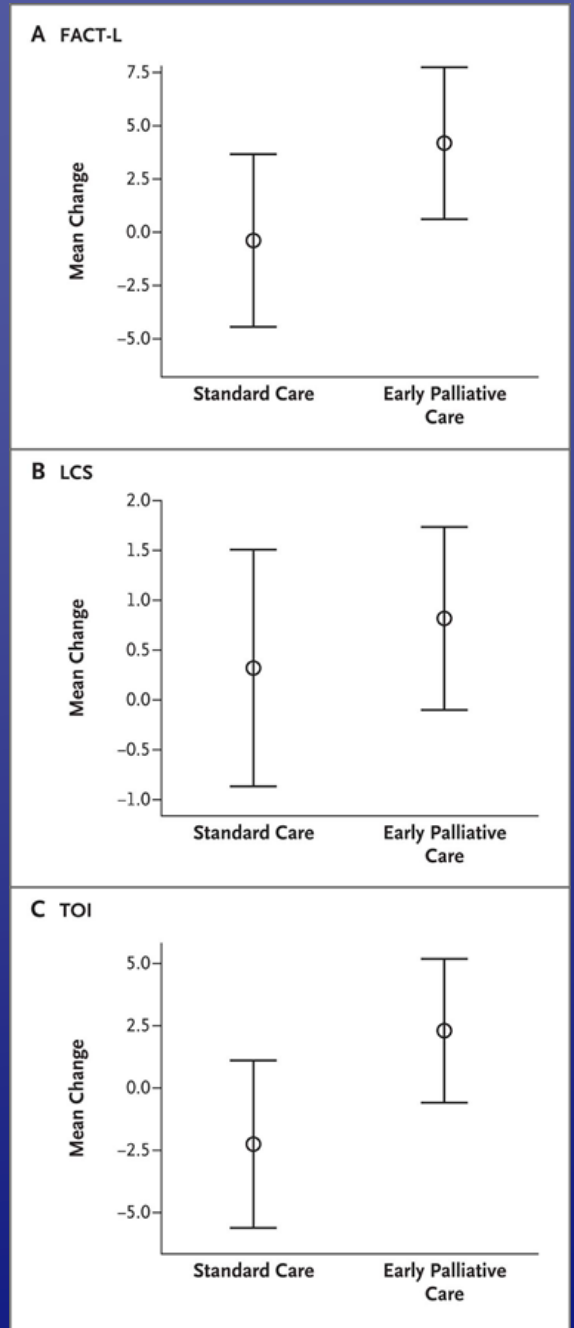 A FACT-L
7.5
5.0
2.5
0.0
−2.5
−5.0
Mean Change
Standard Care
Early Palliative
Care
B LCS
2.0
1.5
1.0
0.5
0.0
−0.5
−1.0
Mean Change
Standard Care
Early Palliative
Care
C TOI
5.0
2.5
0.0
−2.5
−5.0
Mean Change
Standard Care
Early Palliative
Care